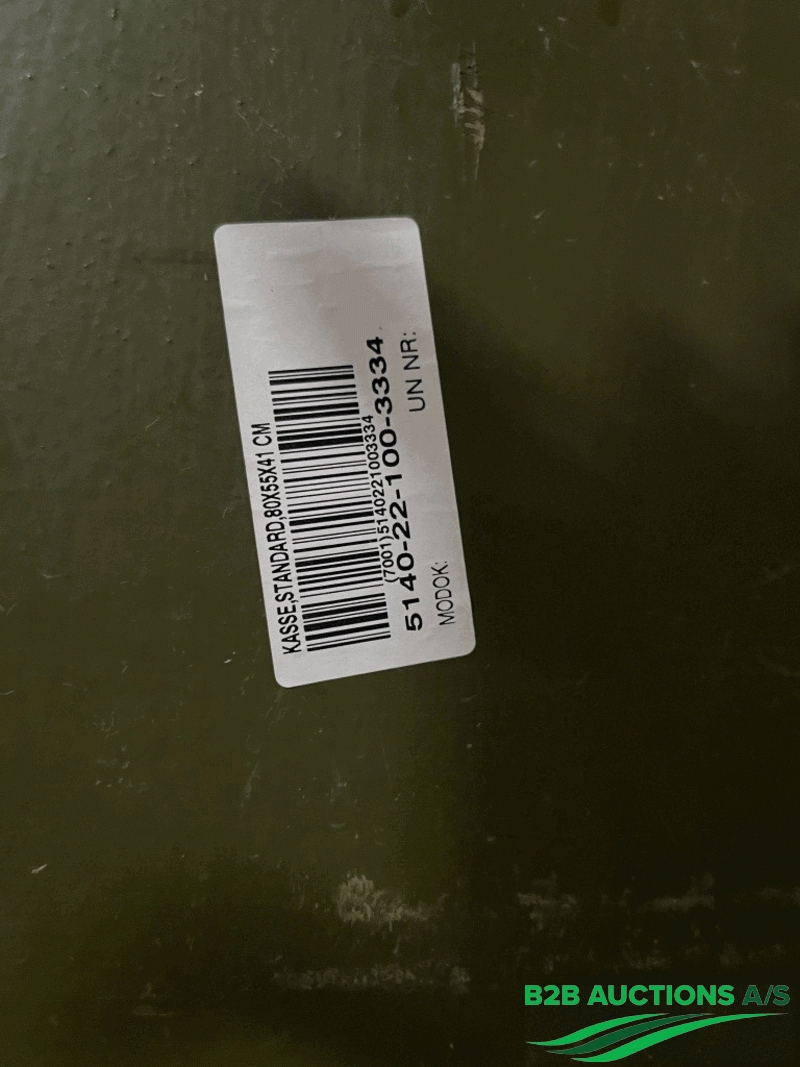 KASSE,STANDARD,80X55X41 CM
(7001)5140221003334
5140-22-100-3334
MODOK: UN NR:
B2B AUCTIONS A/S